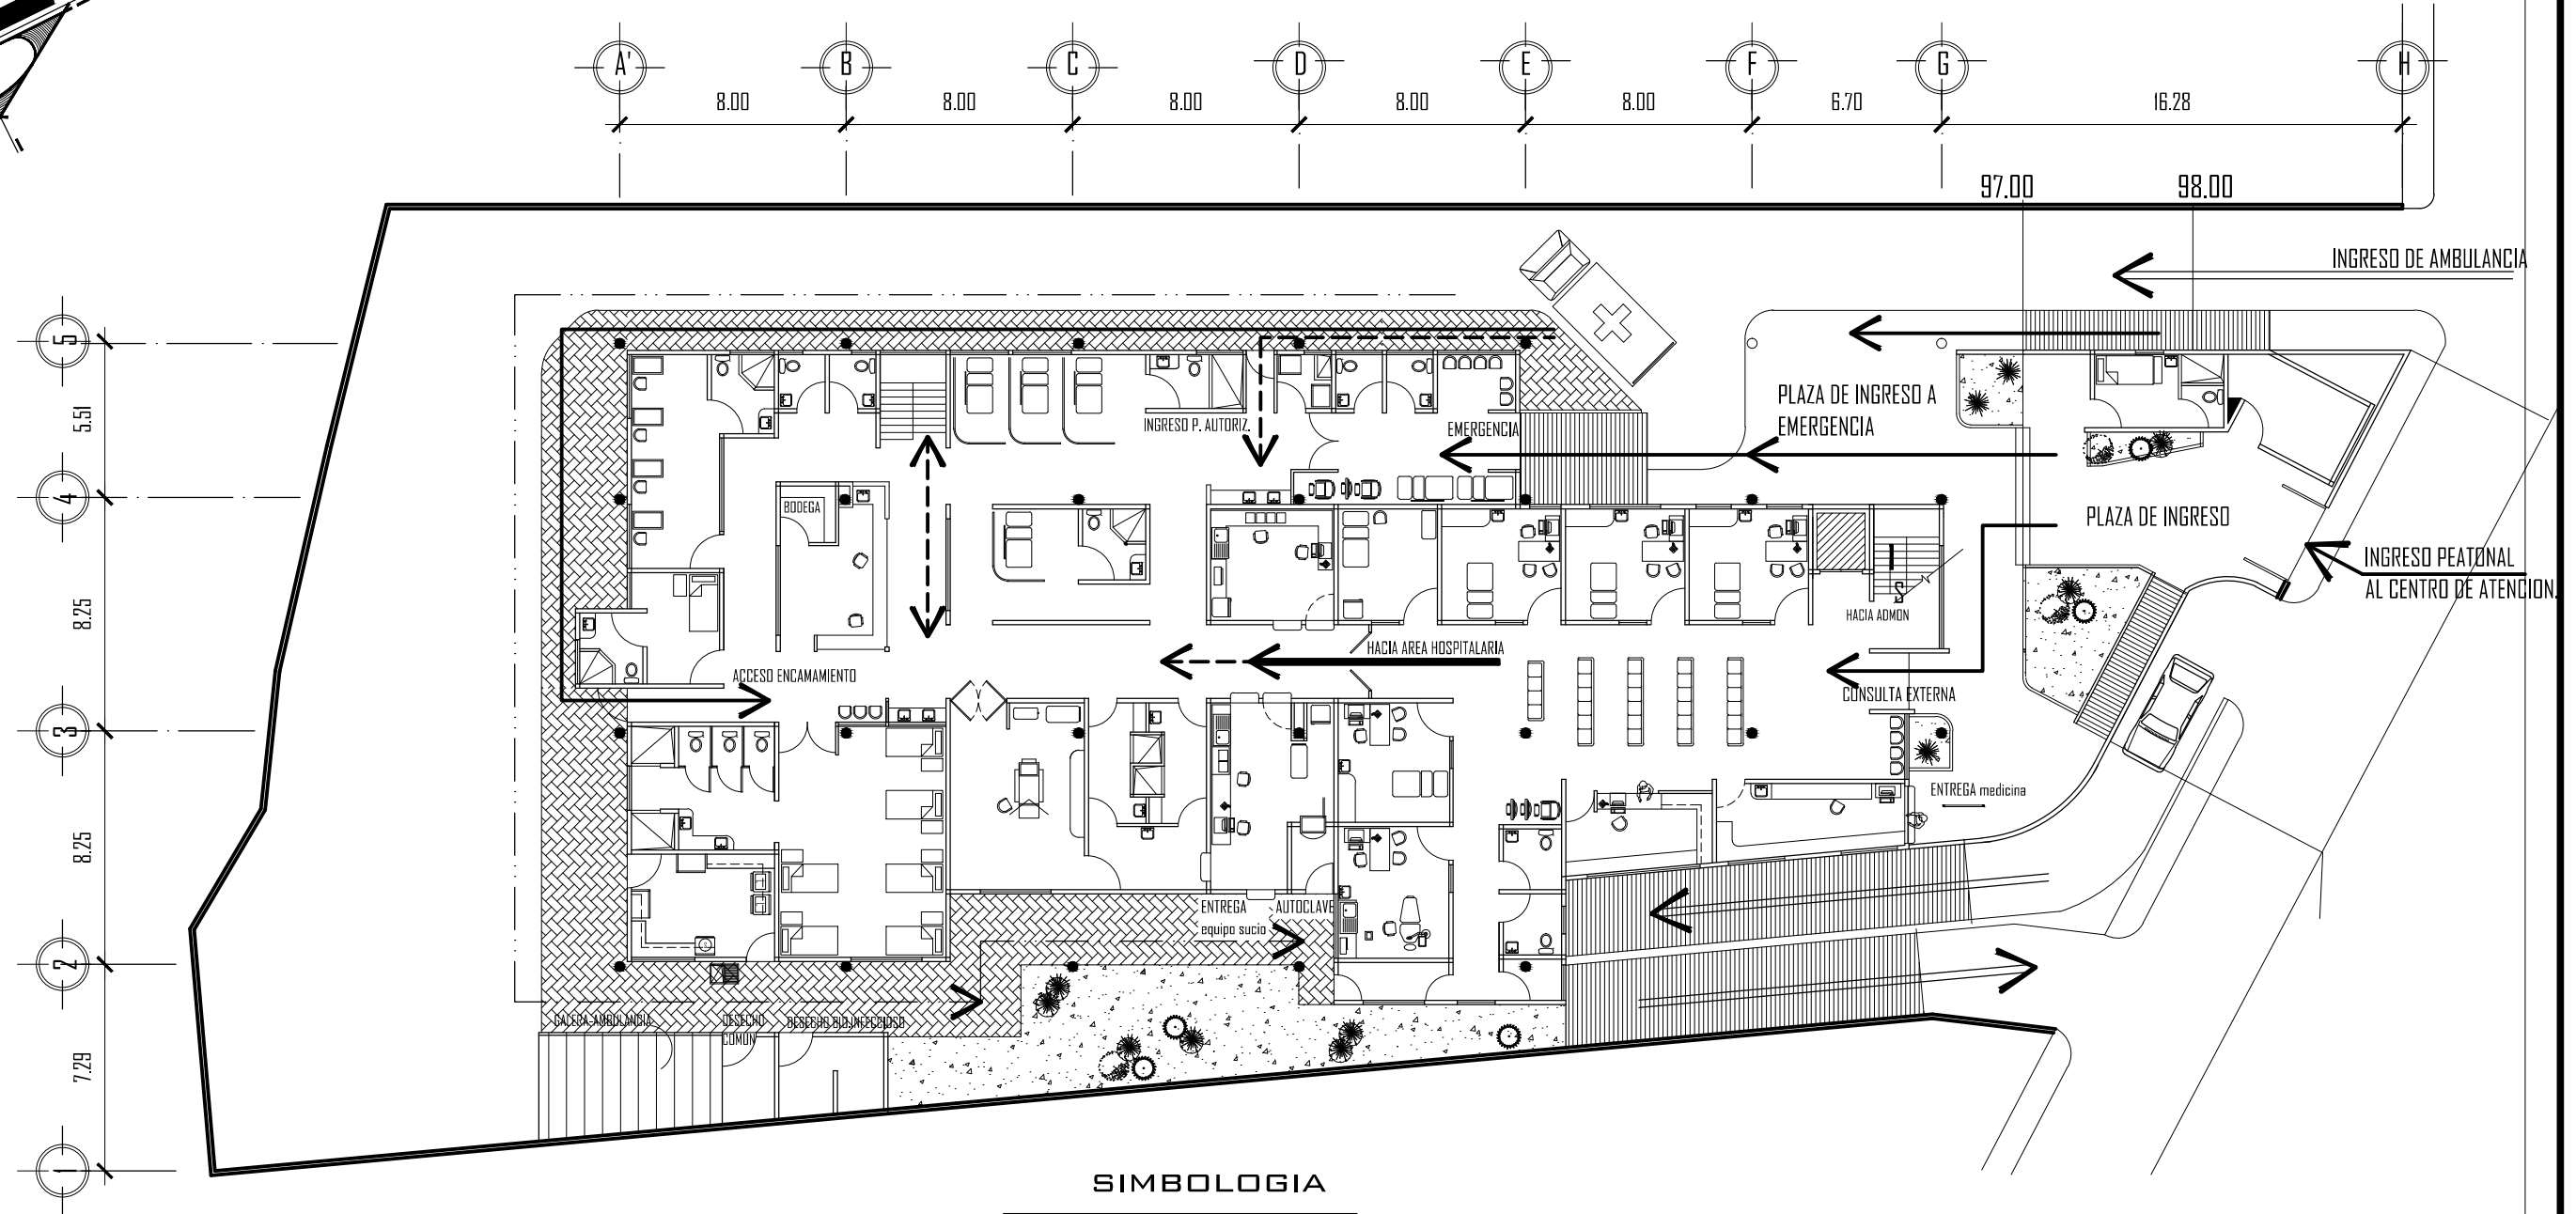 A' B C D E F G H
8.00 8.00 8.00 8.00 8.00 6.70 16.28
97.00 98.00
INGRESO DE AMBULANCIA
5
5.51
4
8.25
3
8.25
2
7.29
1
PLAZA DE INGRESO A
EMERGENCIA
INGRESO P. AUTORIZ.
EMERGENCIA
BODEGA
PLAZA DE INGRESO
INGRESO PEATONAL
AL CENTRO DE ATENCION.
HACIA ADMON
S
HACIA AREA HOSPITALARIA
ACCESO ENCAMAMIENTO
CONSULTA EXTERNA
ENTREGA medicina
ENTREGA
equipo sucio
AUTOCLAVE
GALERA-AMBULANCIA
DESECHO
COMUN
DESECHO BIO.INFECCIOSO
SIMBOLOGIA